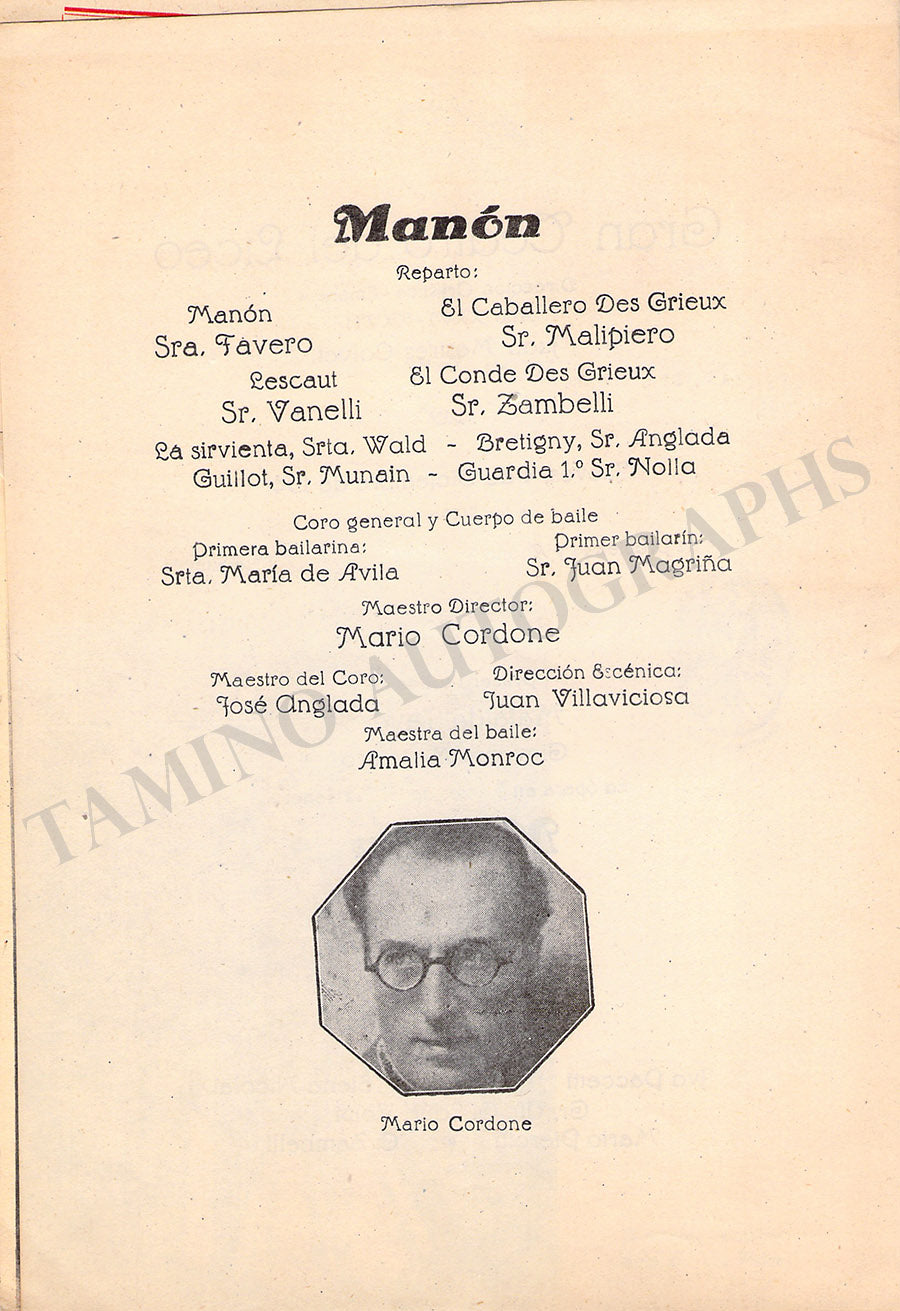 Manón
Reparto:
Manón El Caballero Des Grieux
Sra. Favero Sr. Malipiero
Lescaut El Conde Des Grieux
Sr. Vanelli Sr. Zambelli
La sirvienta, Srta. Wald - Bretigny, Sr. Anglada
Guillot, Sr. Munain - Guardia 1.º Sr. Nolla
Coro general y Cuerpo de baile
Primera bailarina: Primer bailarín:
Srta. María de Avila Sr. Juan Magriña
Maestro Director:
Mario Cordone
Maestro del Coro: Dirección Escénica:
José Anglada Juan Villaviciosa
Maestra del baile:
Amalia Monroc
Mario Cordone
TAMINO AUTOGRAPHS